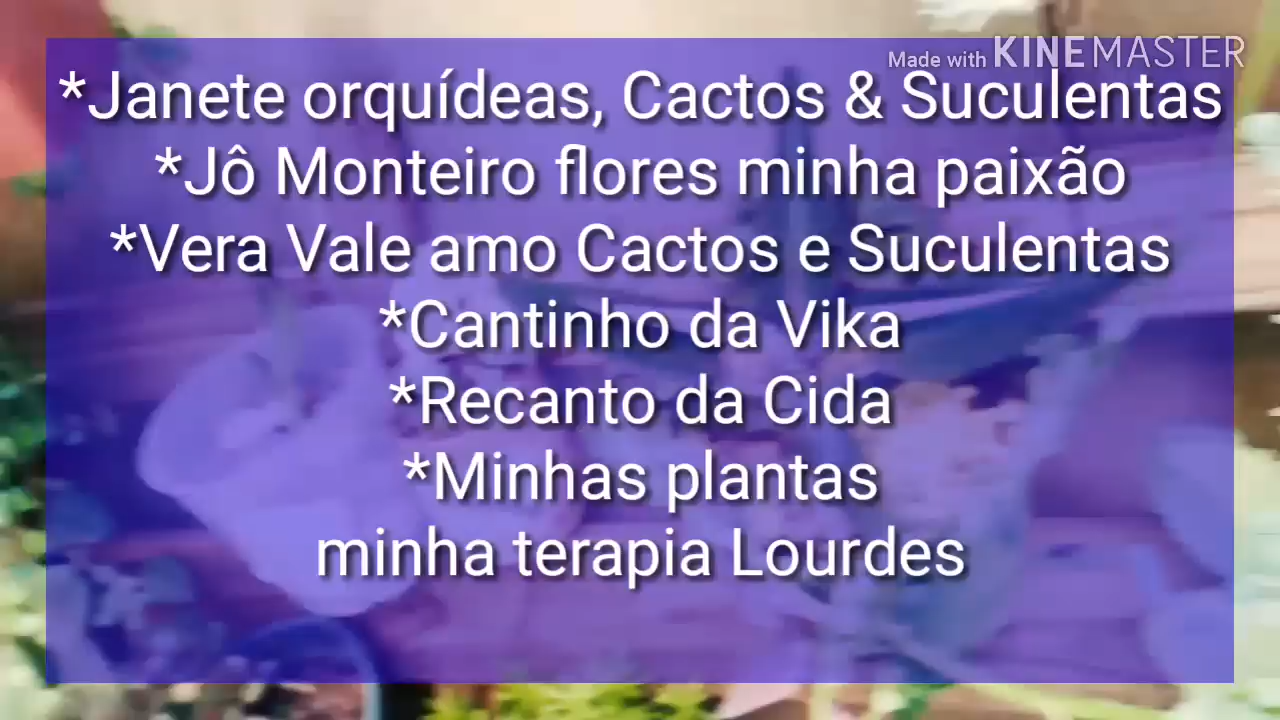 Made with KINEMASTER
*Janete orquídeas, Cactos & Suculentas
*Jô Monteiro flores minha paixão
*Vera Vale amo Cactos e Suculentas
*Cantinho da Vika
*Recanto da Cida
*Minhas plantas
minha terapia Lourdes